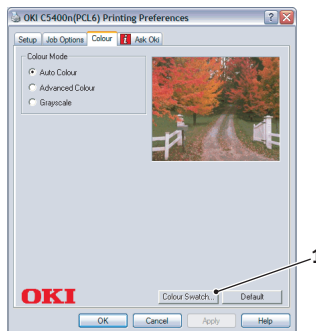 OKI C5400n(PCL6) Printing Preferences
Setup Job Options Colour Ask Oki
Colour Mode
Auto Colour
Advanced Colour
Grayscale
OKI Colour Swatch... Default
1
OK Cancel Apply Help